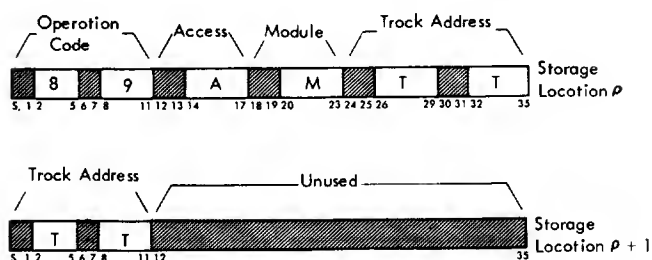 Operation Code Access Module Trock Address
8 9 A M T T Storage Location ρ
S, 1 2 5 6 7 8 11 12 13 14 17 18 19 20 23 24 25 26 29 30 31 32 35
Trock Address Unused
T T Storage Location ρ + 1
S, 1 2 5 6 7 8 11 12 35